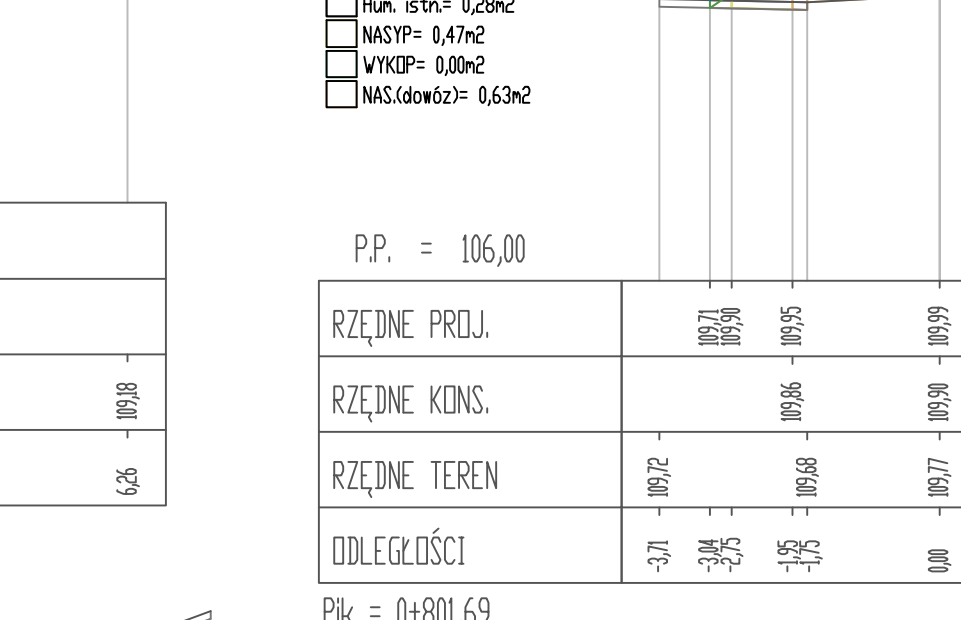 Hum. istn.= 0,28m2
NASYP= 0,47m2
WYKOP= 0,00m2
NAS.(dowóz)= 0,63m2
P.P. = 106,00
RZĘDNE PROJ. 109,71 109,90 109,95 109,99
RZĘDNE KONS. 109,86 109,90
RZĘDNE TEREN 109,72 109,68 109,77
ODLEGŁOŚCI -3,71 -3,04 -2,75 -1,95 -1,75 0,00
109,18
6,26
Pik = 0+801,69